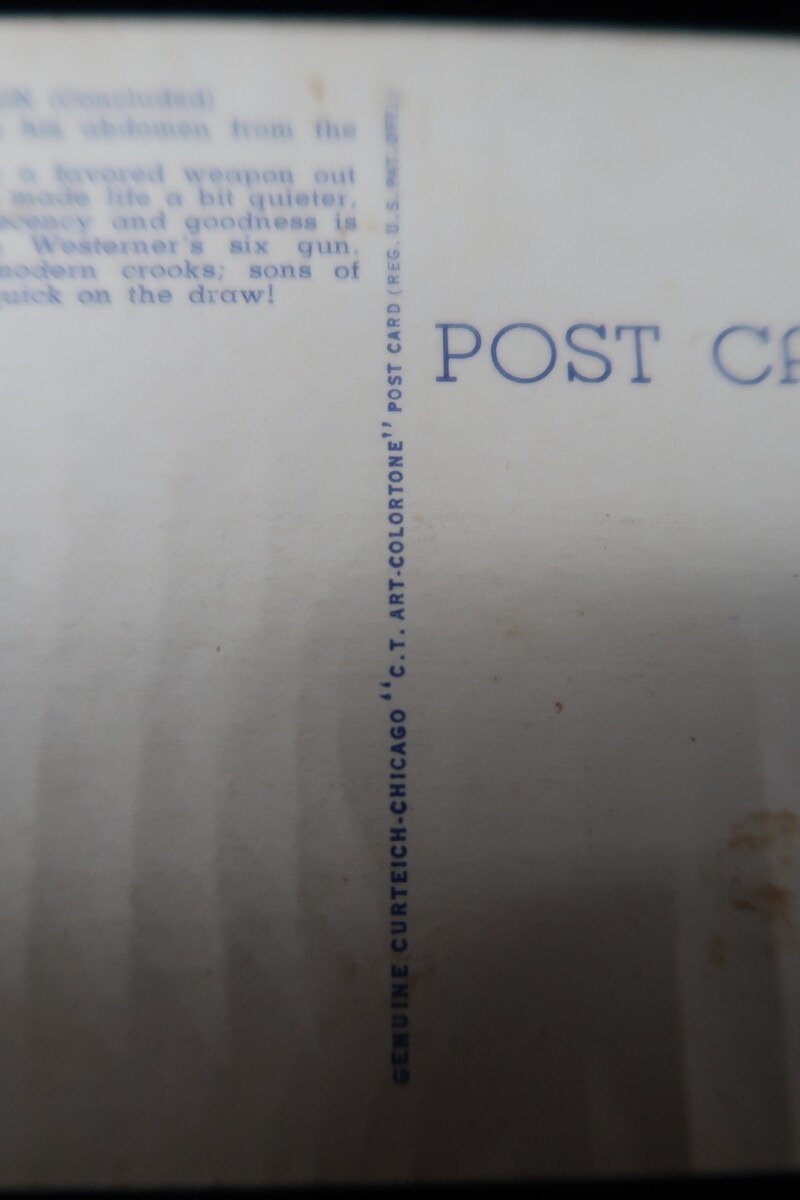 (Concluded)
his abdomen from the
a favored weapon out
made life a bit quieter.
and goodness is
Westerner's six gun.
modern crooks; sons of
quick on the draw!
GENUINE CURTEICH-CHICAGO "C.T. ART-COLORTONE" POST CARD (REG. U.S. PAT. OFF.)
POST CA